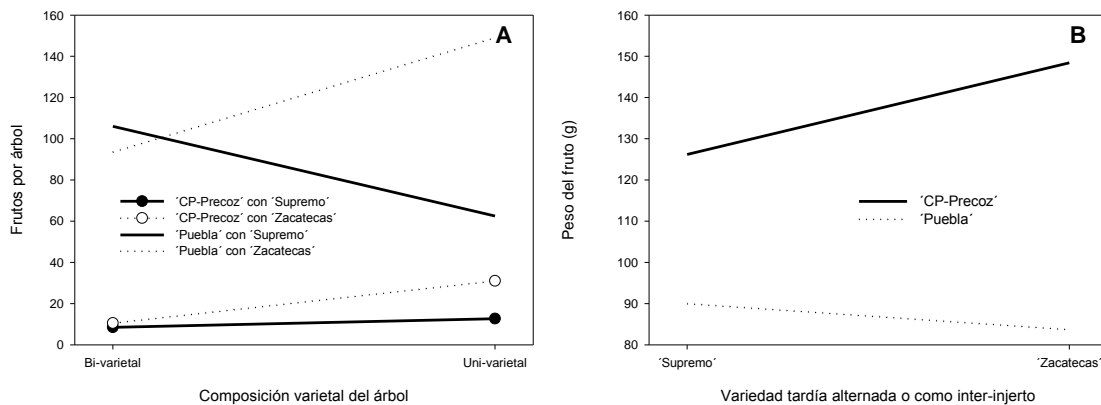 160
140
120
100
80
60
40
20
0
Frutos por árbol
A
´CP-Precoz´ con ´Supremo´
´CP-Precoz´ con ´Zacatecas´
´Puebla´ con ´Supremo´
´Puebla´ con ´Zacatecas´
Bi-varietal
Uni-varietal
Composición varietal del árbol
160
150
140
130
120
110
100
90
80
Peso del fruto (g)
B
´CP-Precoz´
´Puebla´
´Supremo´
´Zacatecas´
Variedad tardía alternada o como inter-injerto